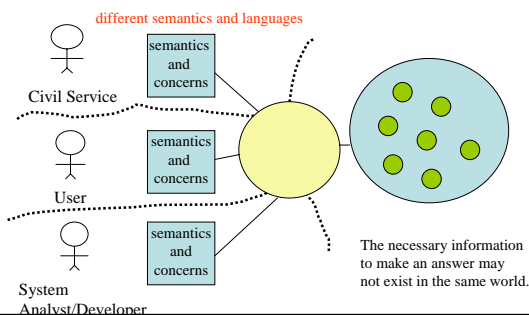 different semantics and languages
semantics
and
concerns
Civil Service
semantics
and
concerns
User
semantics
and
concerns
System
Analyst/Developer
The necessary information
to make an answer may
not exist in the same world.